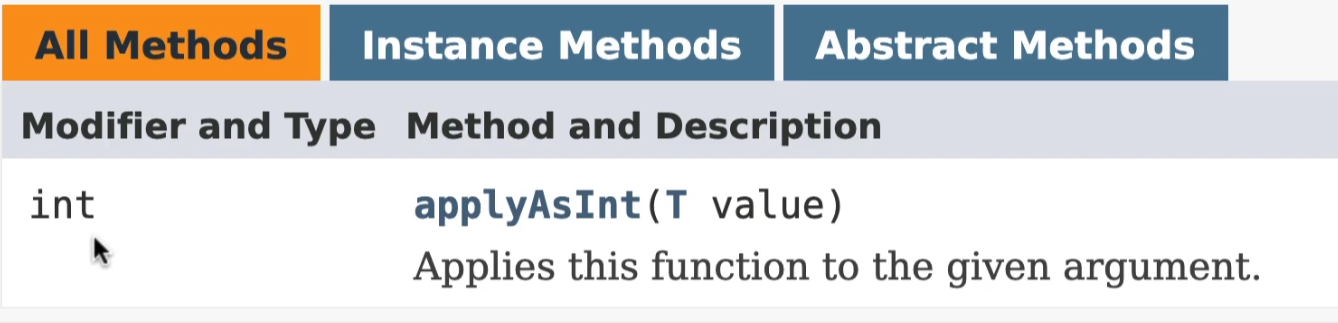 All Methods Instance Methods Abstract Methods
Modifier and Type Method and Description
int applyAsInt(T value)
Applies this function to the given argument.